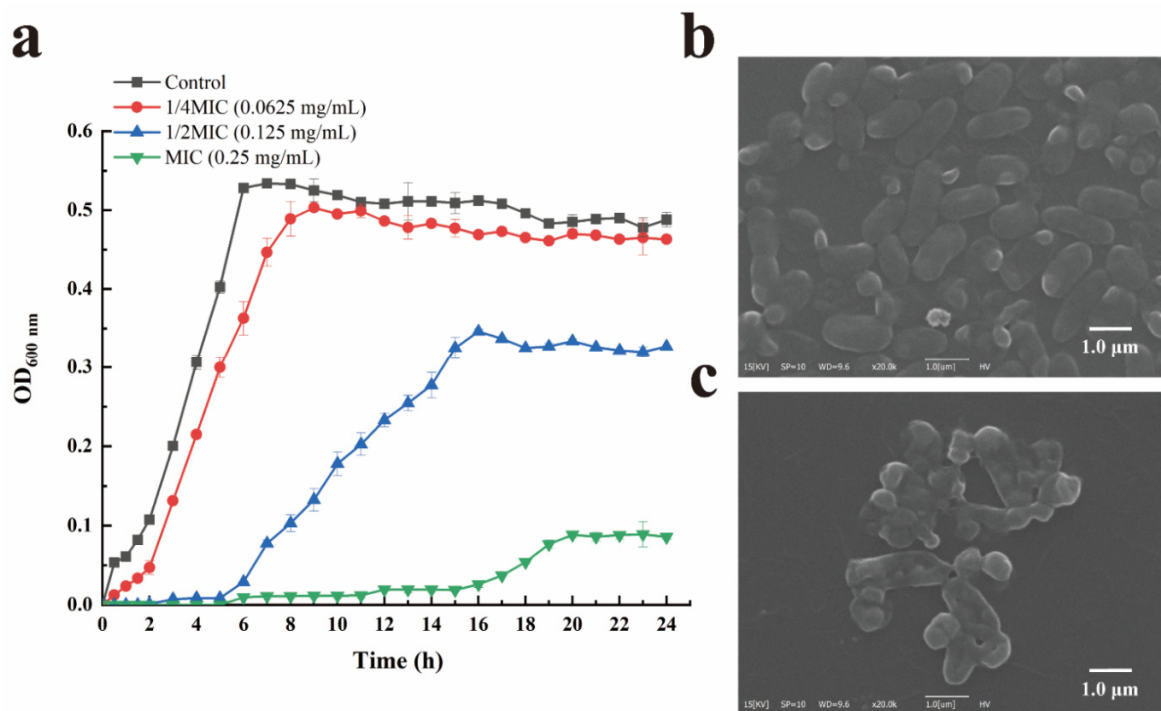 a
Control
1/4MIC (0.0625 mg/mL)
1/2MIC (0.125 mg/mL)
MIC (0.25 mg/mL)
0.6
0.5
0.4
0.3
0.2
0.1
0.0
0 2 4 6 8 10 12 14 16 18 20 22 24
Time (h)
OD600 nm
b
1.0 μm
15[KV] SP=10 WD=9.6 x20.0k 1.0[um] HV
c
1.0 μm
15[KV] SP=10 WD=9.6 x20.0k 1.0[um] HV